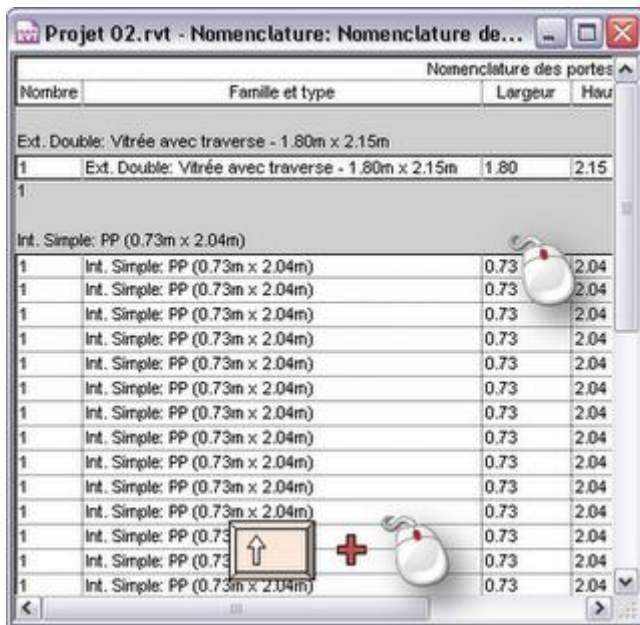 Projet 02.rvt - Nomenclature: Nomenclature de...
Nomenclature des portes
Nombre Famille et type Largeur Hau
Ext. Double: Vitrée avec traverse - 1.80m x 2.15m
1 Ext. Double: Vitrée avec traverse - 1.80m x 2.15m 1.80 2.15
1
Int. Simple: PP (0.73m x 2.04m)
1 Int. Simple: PP (0.73m x 2.04m) 0.73 2.04
1 Int. Simple: PP (0.73m x 2.04m) 0.73 2.04
1 Int. Simple: PP (0.73m x 2.04m) 0.73 2.04
1 Int. Simple: PP (0.73m x 2.04m) 0.73 2.04
1 Int. Simple: PP (0.73m x 2.04m) 0.73 2.04
1 Int. Simple: PP (0.73m x 2.04m) 0.73 2.04
1 Int. Simple: PP (0.73m x 2.04m) 0.73 2.04
1 Int. Simple: PP (0.73m x 2.04m) 0.73 2.04
1 Int. Simple: PP (0.73m x 2.04m) 0.73 2.04
1 Int. Simple: PP (0.73m x 2.04m) 0.73 2.04
1 Int. Simple: PP (0.73m x 2.04m) 0.73 2.04
1 Int. Simple: PP (0.73 0.73 2.04
1 Int. Simple: PP (0.73 0.73 2.04
1 Int. Simple: PP (0.73m x 2.04m) 0.73 2.04